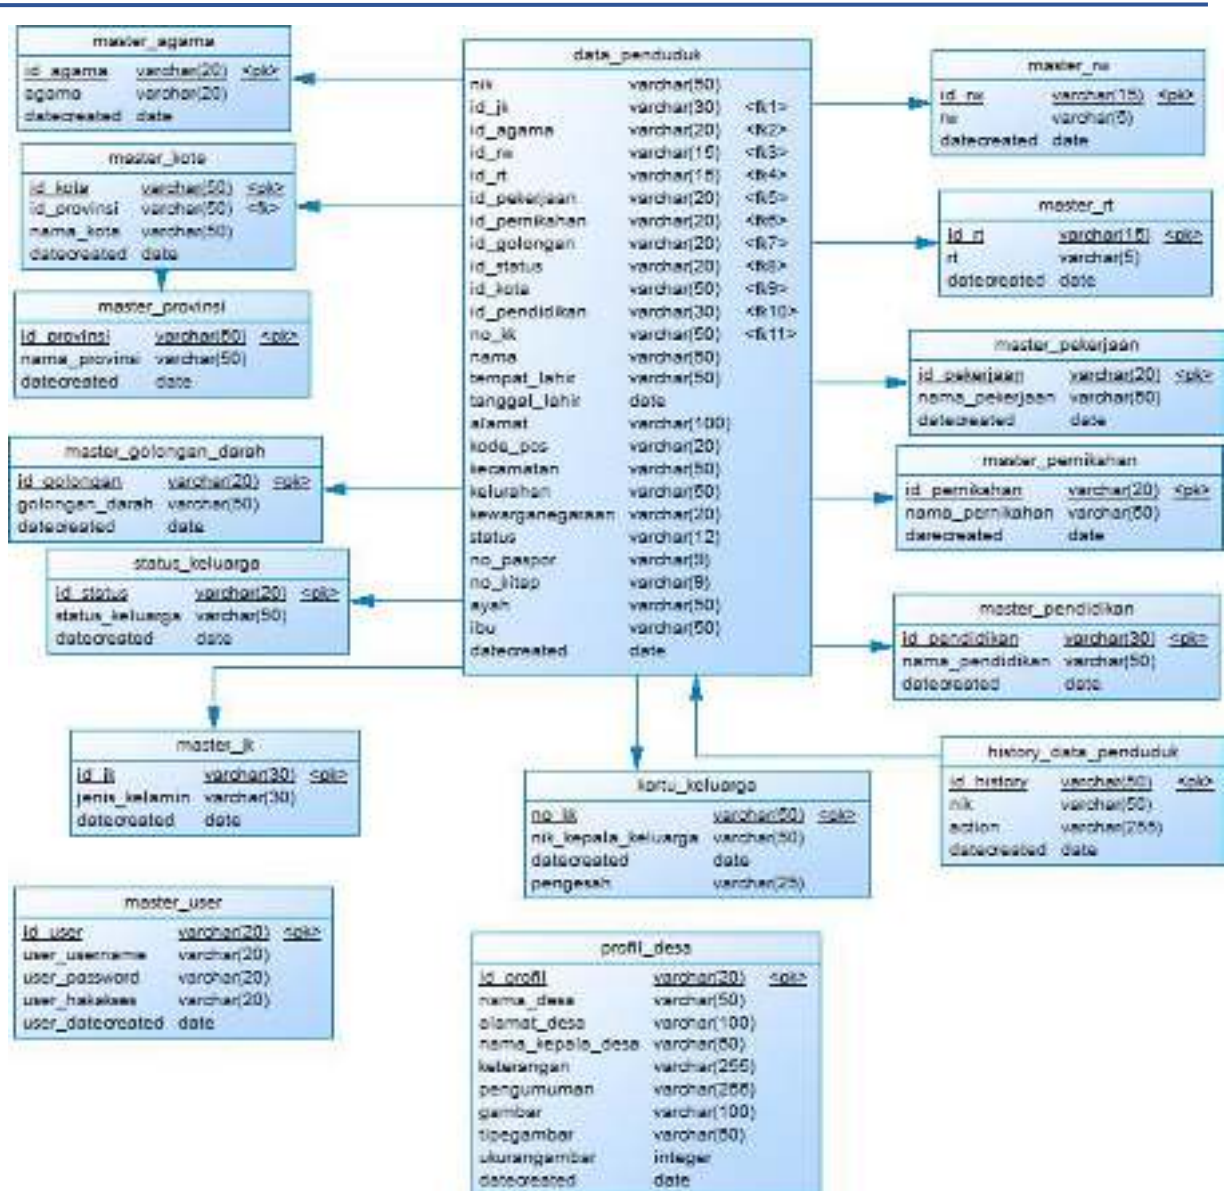 master_agama
id_agama varchar(20) <pk>
agama varchar(20)
datecreated date
master_kota
id_kota varchar(50) <pk>
id_provinsi varchar(50) <fk>
nama_kota varchar(50)
datecreated date
master_provinsi
id_provinsi varchar(50) <pk>
nama_provinsi varchar(50)
datecreated date
master_golongan_darah
id_golongan varchar(20) <pk>
golongan_darah varchar(50)
datecreated date
status_keluarga
id_status varchar(20) <pk>
status_keluarga varchar(50)
datecreated date
master_jk
id_jk varchar(30) <pk>
jenis_kelamin varchar(30)
datecreated date
master_user
id_user varchar(20) <pk>
user_username varchar(20)
user_password varchar(20)
user_hakakses varchar(20)
user_datecreated date
data_penduduk
nik varchar(50)
id_jk varchar(30) <fk1>
id_agama varchar(20) <fk2>
id_rw varchar(15) <fk3>
id_rt varchar(15) <fk4>
id_pekerjaan varchar(20) <fk5>
id_pernikahan varchar(20) <fk6>
id_golongan varchar(20) <fk7>
id_status varchar(20) <fk8>
id_kota varchar(50) <fk9>
id_pendidikan varchar(30) <fk10>
no_kk varchar(50) <fk11>
nama varchar(50)
tempat_lahir varchar(50)
tanggal_lahir date
alamat varchar(100)
kode_pos varchar(20)
kecamatan varchar(50)
kelurahan varchar(50)
kewarganegaraan varchar(20)
status varchar(12)
no_paspor varchar(9)
no_kitap varchar(9)
ayah varchar(50)
ibu varchar(50)
datecreated date
kartu_keluarga
no_kk varchar(50) <pk>
nik_kepala_keluarga varchar(50)
datecreated date
pengesah varchar(25)
profil_desa
id_profil varchar(20) <pk>
nama_desa varchar(50)
alamat_desa varchar(100)
nama_kepala_desa varchar(50)
keterangan varchar(255)
pengumuman varchar(255)
gambar varchar(100)
tipegambar varchar(50)
ukurangambar integer
datecreated date
master_rw
id_rw varchar(15) <pk>
rw varchar(5)
datecreated date
master_rt
id_rt varchar(15) <pk>
rt varchar(5)
datecreated date
master_pekerjaan
id_pekerjaan varchar(20) <pk>
nama_pekerjaan varchar(50)
datecreated date
master_pernikahan
id_pernikahan varchar(20) <pk>
nama_pernikahan varchar(50)
darecreated date
master_pendidikan
id_pendidikan varchar(30) <pk>
nama_pendidikan varchar(50)
datecreated date
history_data_penduduk
id_history varchar(50) <pk>
nik varchar(50)
action varchar(255)
datecreated date